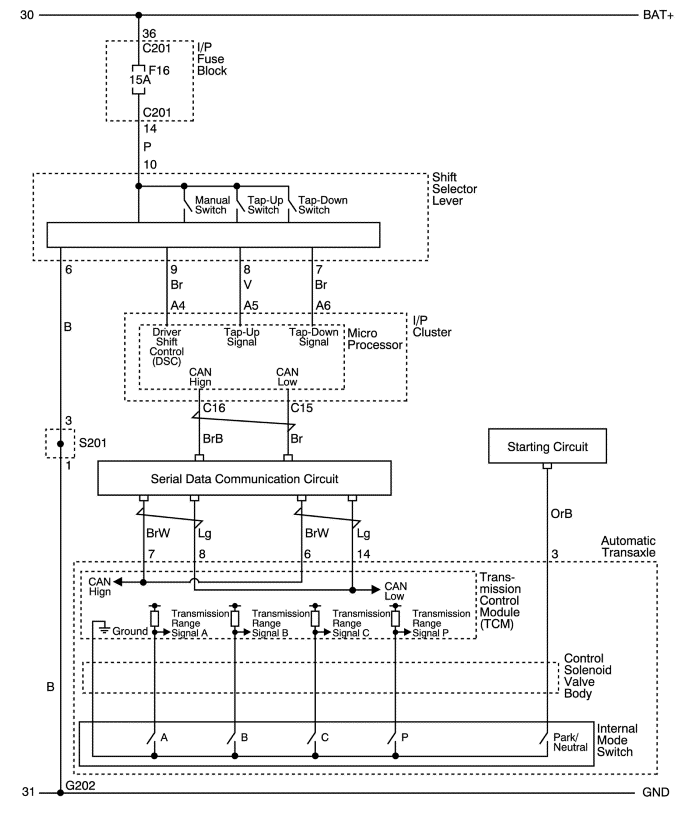 30
BAT+
36
C201
I/P
Fuse
Block
F16
15A
C201
14
P
10
Shift
Selector
Lever
Manual
Switch
Tap-Up
Switch
Tap-Down
Switch
6
9
8
7
Br
V
Br
A4
A5
A6
B
I/P
Cluster
Driver
Shift
Control
(DSC)
Tap-Up
Signal
Tap-Down
Signal
Micro
Processor
CAN
Hign
CAN
Low
C16
C15
BrB
Br
3
S201
1
Starting Circuit
Serial Data Communication Circuit
OrB
BrW
Lg
BrW
Lg
7
8
6
14
3
Automatic
Transaxle
CAN
Hign
CAN
Low
Trans-
mission
Control
Module
(TCM)
Ground
Transmission
Range
Signal A
Transmission
Range
Signal B
Transmission
Range
Signal C
Transmission
Range
Signal P
Control
Solenoid
Valve
Body
B
A
B
C
P
Park/
Neutral
Internal
Mode
Switch
31
G202
GND